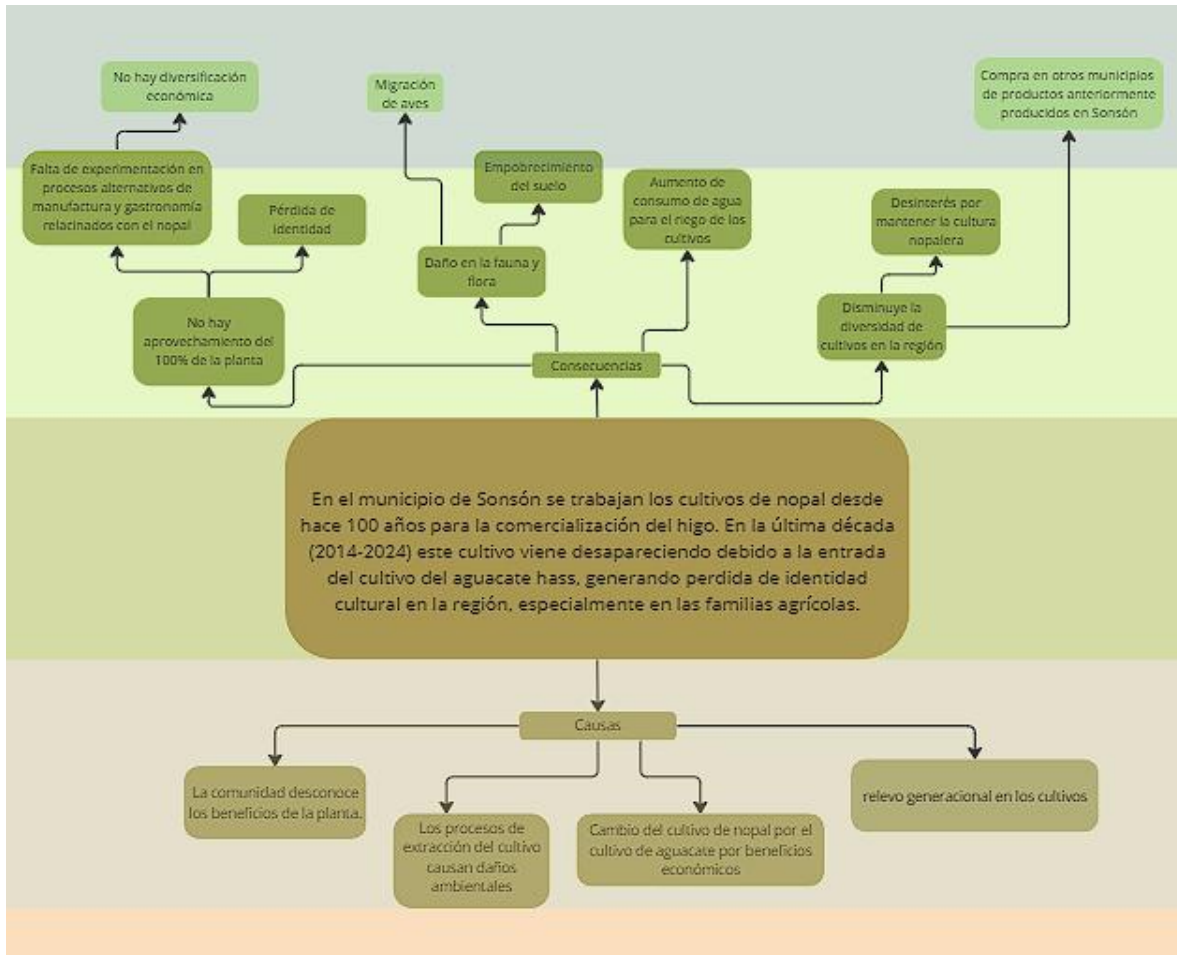 No hay diversificación
económica
Migración
de aves
Compra en otros municipios
de productos anteriormente
producidos en Sonsón
Falta de experimentación en
procesos alternativos de
manufactura y gastronomía
relacinados con el nopal
Pérdida de
identidad
Empobrecimiento
del suelo
Aumento de
consumo de agua
para el riego de los
cultivos
Desinterés por
mantener la cultura
nopalera
Daño en la fauna y
flora
No hay
aprovechamiento del
100% de la planta
Disminuye la
diversidad de
cultivos en la región
Consecuencias
En el municipio de Sonsón se trabajan los cultivos de nopal desde
hace 100 años para la comercialización del higo. En la última década
(2014-2024) este cultivo viene desapareciendo debido a la entrada
del cultivo del aguacate hass, generando perdida de identidad
cultural en la región, especialmente en las familias agrícolas.
Causas
La comunidad desconoce
los beneficios de la planta.
Los procesos de
extracción del cultivo
causan daños
ambientales
Cambio del cultivo de nopal por el
cultivo de aguacate por beneficios
económicos
relevo generacional en los cultivos